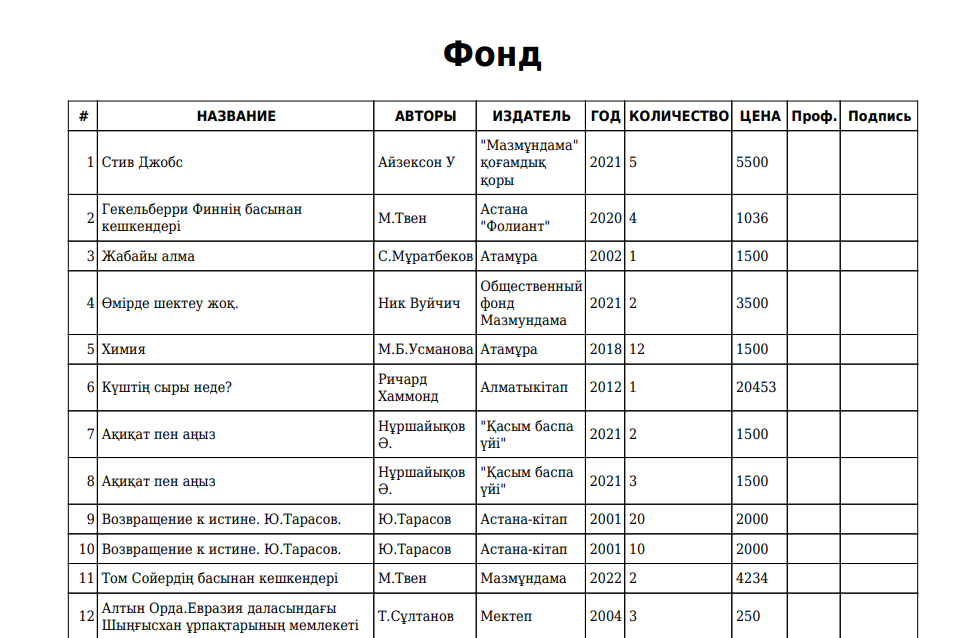 Фонд
# НАЗВАНИЕ АВТОРЫ ИЗДАТЕЛЬ ГОД КОЛИЧЕСТВО ЦЕНА Проф. Подпись
1 Стив Джобс Айзексон У "Мазмұндама" қоғамдық қоры 2021 5 5500
2 Гекельберри Финнің басынан кешкендері М.Твен Астана "Фолиант" 2020 4 1036
3 Жабайы алма С.Мұратбеков Атамұра 2002 1 1500
4 Өмірде шектеу жоқ. Ник Вуйчич Общественный фонд Мазмундама 2021 2 3500
5 Химия М.Б.Усманова Атамұра 2018 12 1500
6 Күштің сыры неде? Ричард Хаммонд Алматыкітап 2012 1 20453
7 Ақиқат пен аңыз Нұршайықов Ә. "Қасым баспа үйі" 2021 2 1500
8 Ақиқат пен аңыз Нұршайықов Ә. "Қасым баспа үйі" 2021 3 1500
9 Возвращение к истине. Ю.Тарасов. Ю.Тарасов Астана-кітап 2001 20 2000
10 Возвращение к истине. Ю.Тарасов. Ю.Тарасов Астана-кітап 2001 10 2000
11 Том Сойердің басынан кешкендері М.Твен Мазмұндама 2022 2 4234
12 Алтын Орда.Евразия даласындағы Шыңғысхан ұрпақтарының мемлекеті Т.Сұлтанов Мектеп 2004 3 250